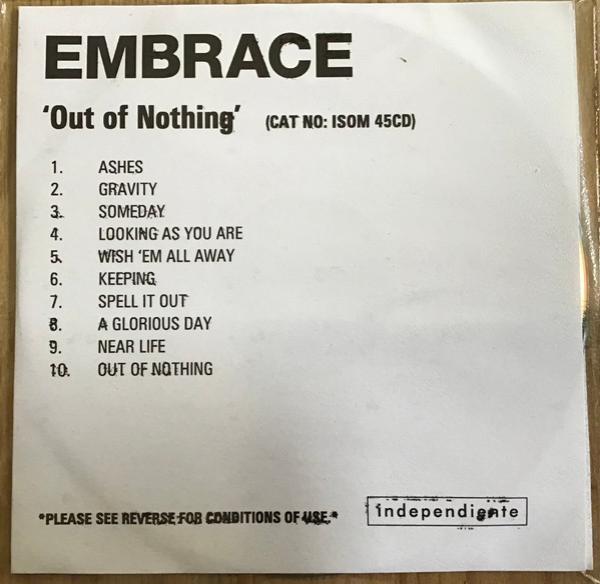 EMBRACE
'Out of Nothing' (CAT NO: ISOM 45CD)
1. ASHES
2. GRAVITY
3. SOMEDAY
4. LOOKING AS YOU ARE
5. WISH 'EM ALL AWAY
6. KEEPING
7. SPELL IT OUT
8. A GLORIOUS DAY
9. NEAR LIFE
10. OUT OF NOTHING
*PLEASE SEE REVERSE FOR CONDITIONS OF USE.*
independiente